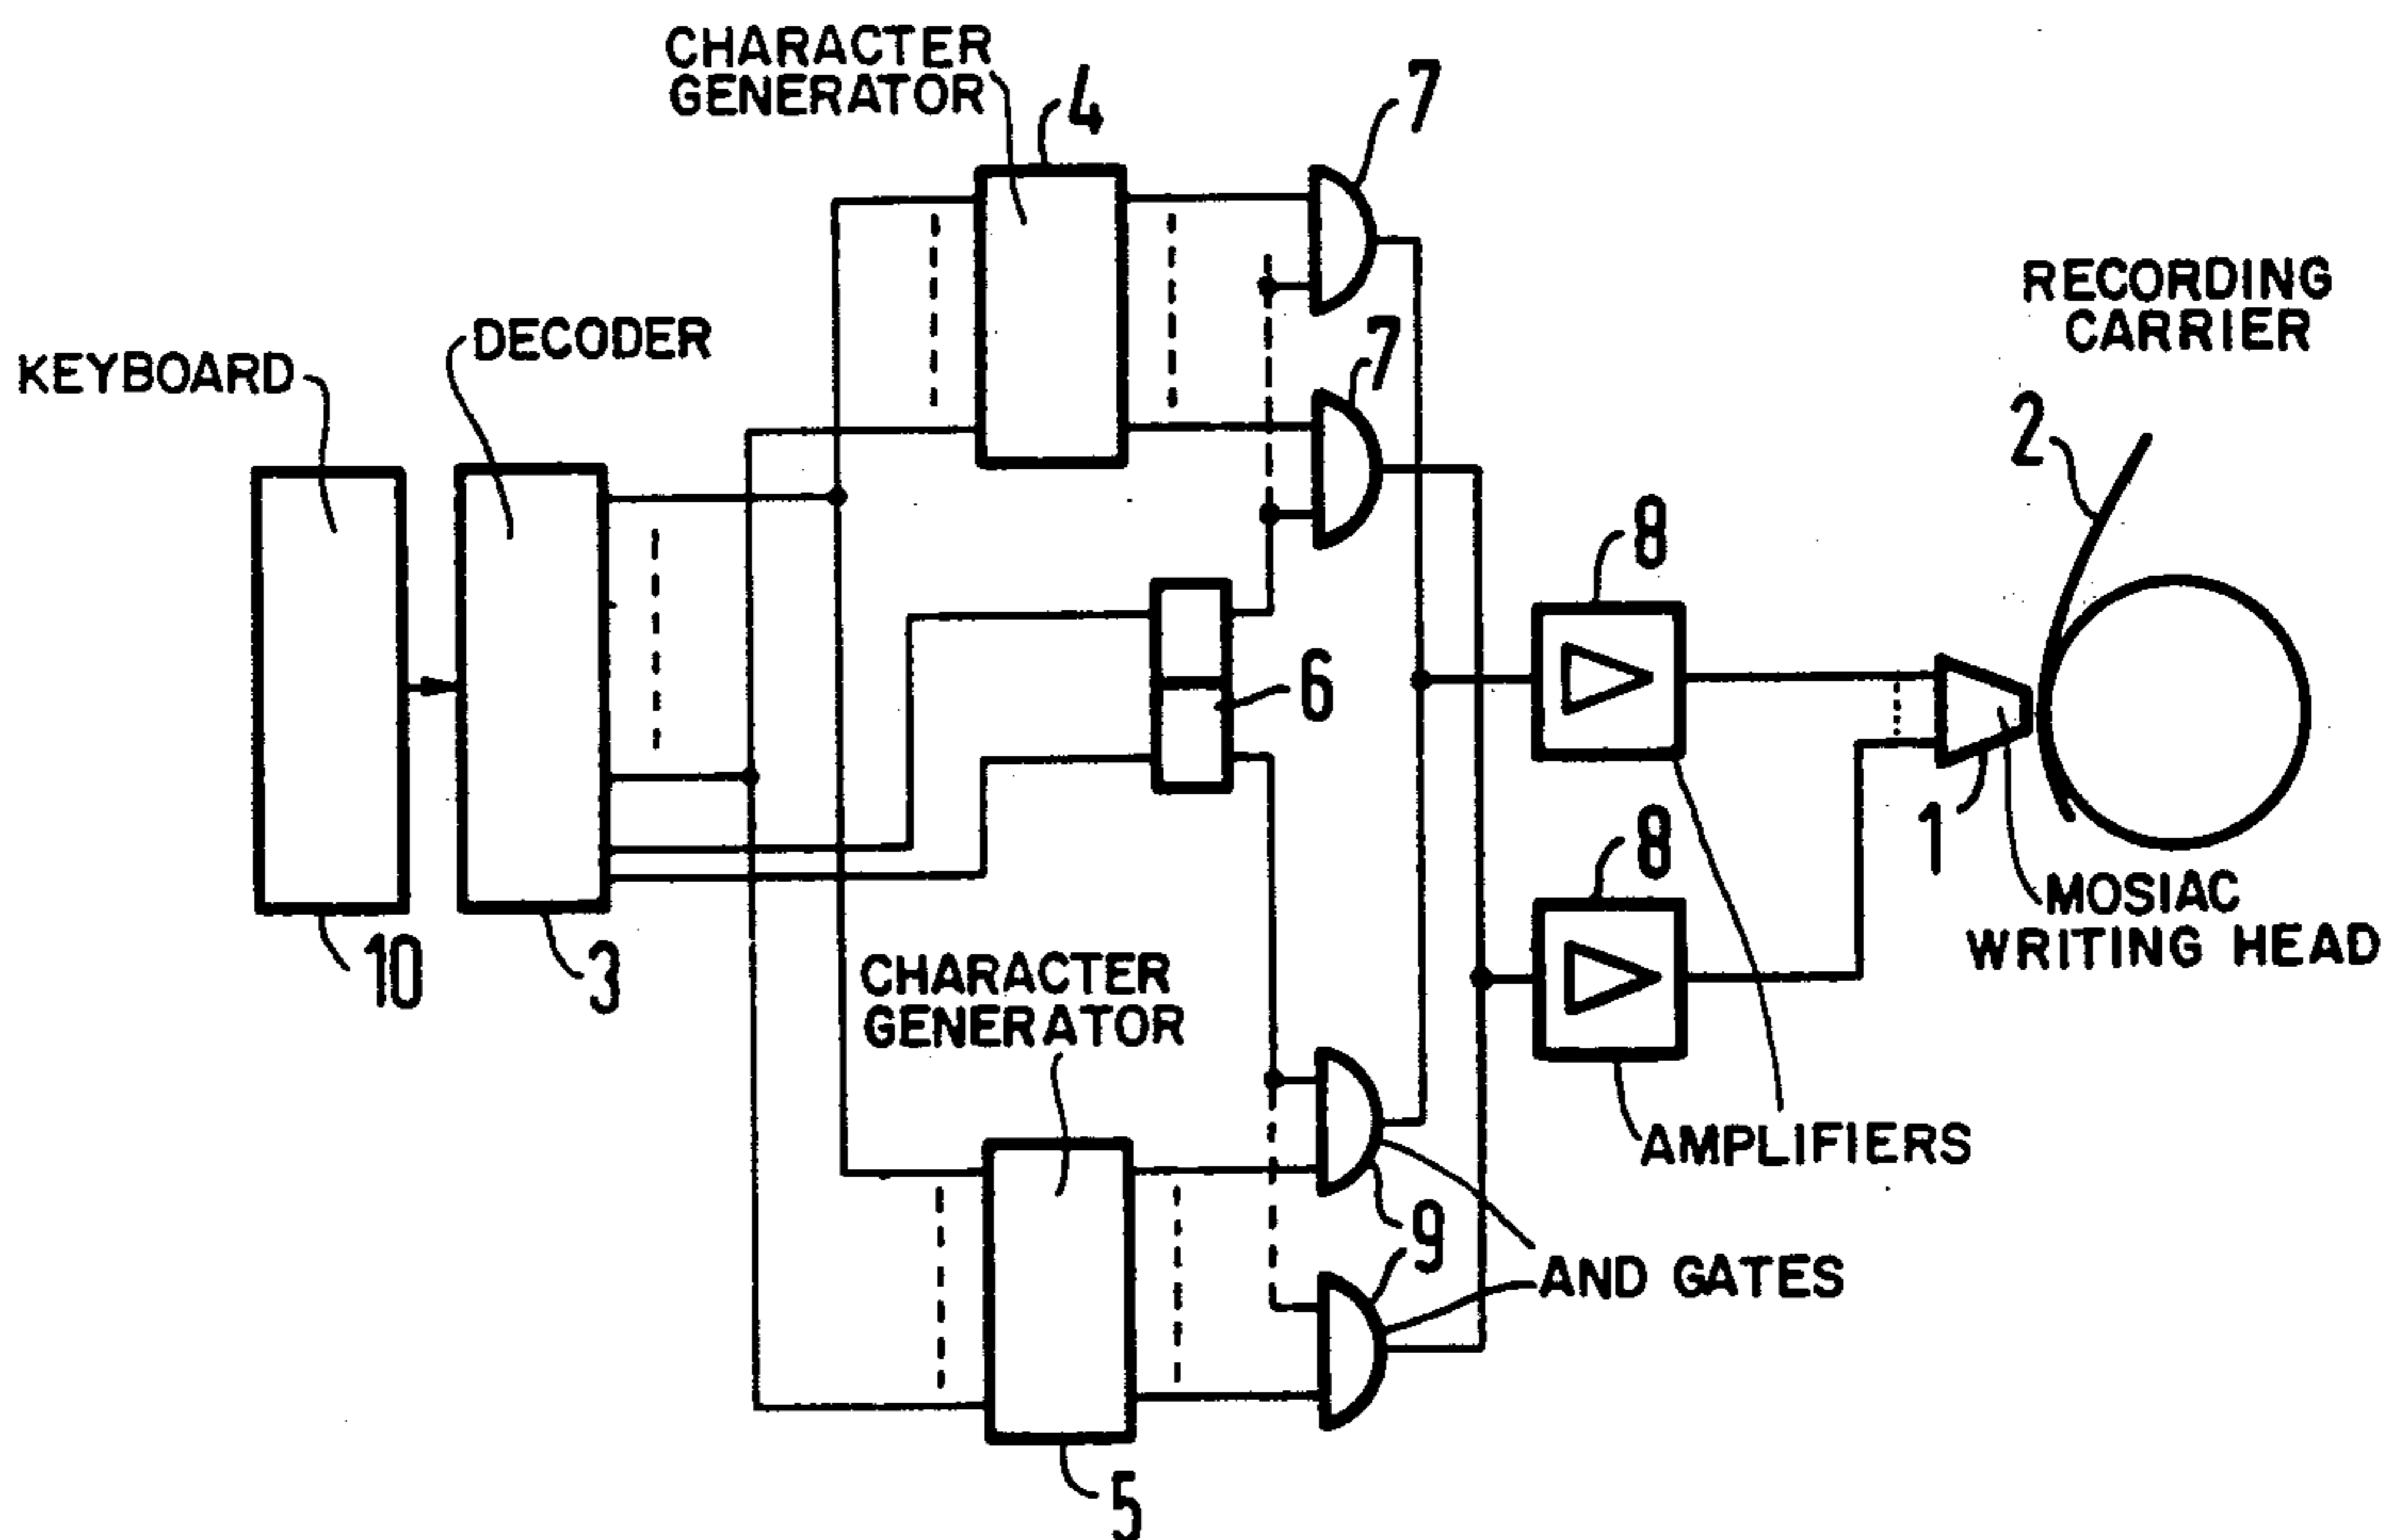 CHARACTER
GENERATOR
4
7
7
RECORDING
CARRIER
KEYBOARD
DECODER
2
8
6
8
1
MOSIAC
WRITING HEAD
10
3
CHARACTER
GENERATOR
AMPLIFIERS
9
AND GATES
5